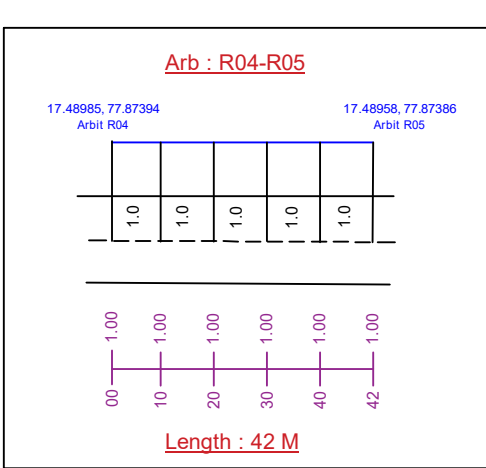 Arb : R04-R05
17.48985, 77.87394
Arbit R04
17.48958, 77.87386
Arbit R05
1.0 1.0 1.0 1.0 1.0
1.00 1.00 1.00 1.00 1.00 1.00
00 10 20 30 40 42
Length : 42 M